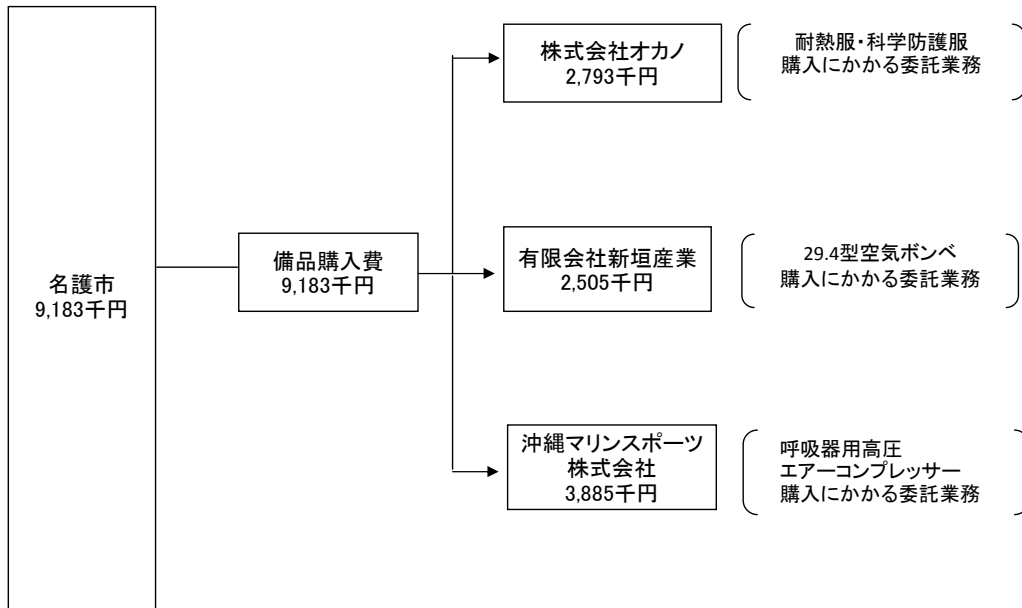 名護市
9,183千円
備品購入費
9,183千円
株式会社オカノ
2,793千円
耐熱服・科学防護服
購入にかかる委託業務
有限会社新垣産業
2,505千円
29.4型空気ボンベ
購入にかかる委託業務
沖縄マリンスポーツ
株式会社
3,885千円
呼吸器用高圧
エアーコンプレッサー
購入にかかる委託業務